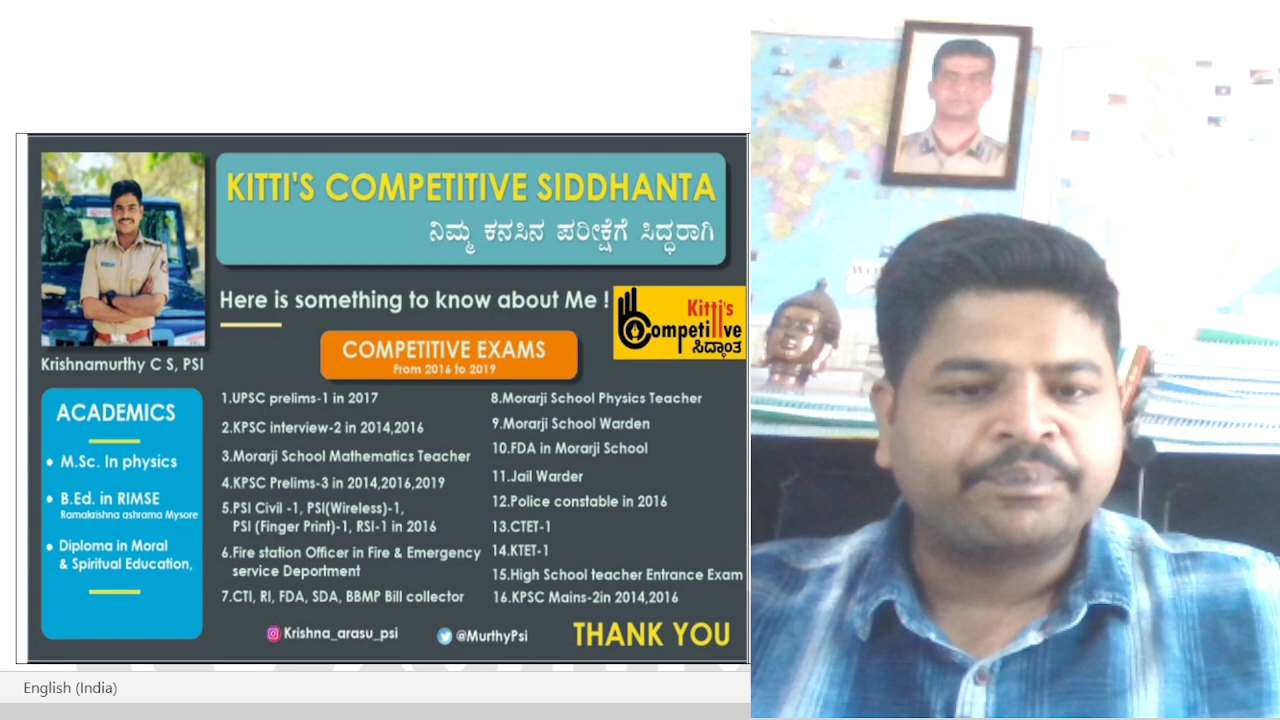 KITTI'S COMPETITIVE SIDDHANTA
ನಿಮ್ಮ ಕನಸಿನ ಪರೀಕ್ಷೆಗೆ ಸಿದ್ಧರಾಗಿ
Here is something to know about Me !
Kitti's
Competitive
ಸಿದ್ಧಾಂತ
COMPETITIVE EXAMS
From 2016 to 2019
Krishnamurthy C S, PSI
ACADEMICS
• M.Sc. In physics
• B.Ed. in RIMSE
Ramakrishna ashrama Mysore
• Diploma in Moral
& Spiritual Education,
1.UPSC prelims-1 in 2017
2.KPSC interview-2 in 2014,2016
3.Morarji School Mathematics Teacher
4.KPSC Prelims-3 in 2014,2016,2019
5.PSI Civil -1, PSI(Wireless)-1,
PSI (Finger Print)-1, RSI-1 in 2016
6.Fire station Officer in Fire & Emergency
service Deportment
7.CTI, RI, FDA, SDA, BBMP Bill collector
8.Morarji School Physics Teacher
9.Morarji School Warden
10.FDA in Morarji School
11.Jail Warder
12.Police constable in 2016
13.CTET-1
14.KTET-1
15.High School teacher Entrance Exam
16.KPSC Mains-2in 2014,2016
Krishna_arasu_psi
@MurthyPsi
THANK YOU
English (India)